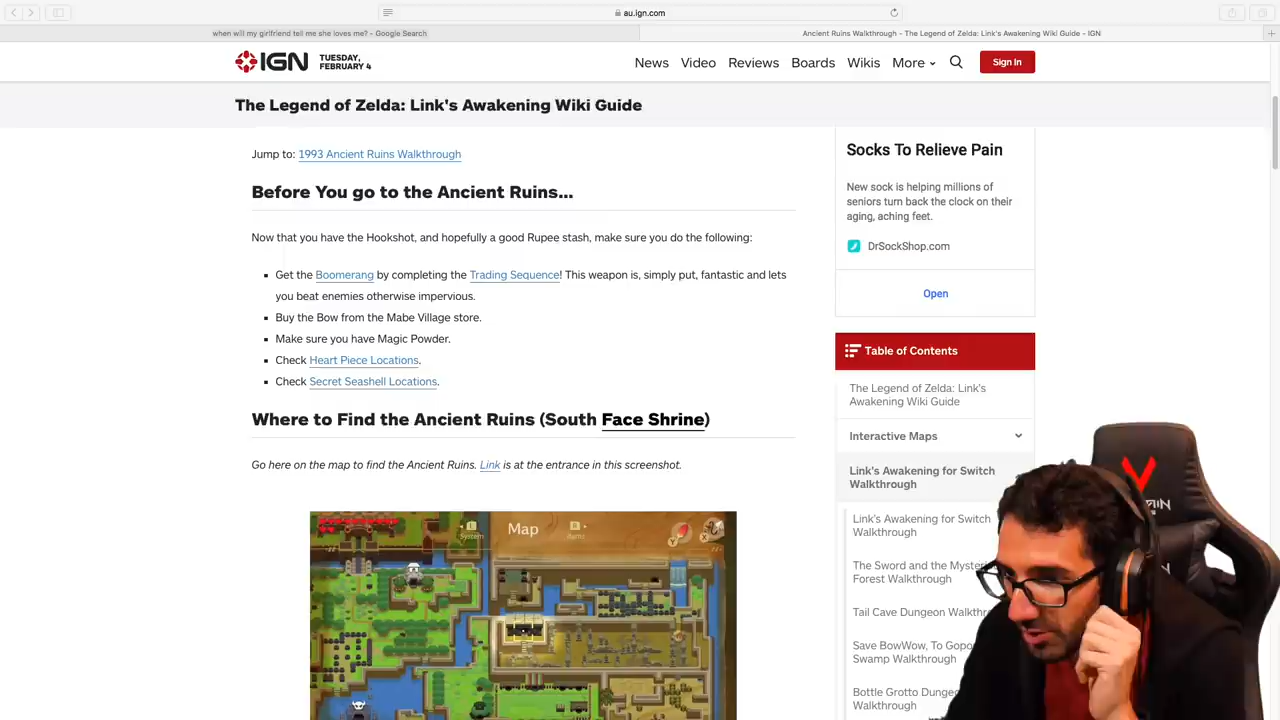 au.ign.com
when will my girlfriend tell me she loves me? - Google Search
Ancient Ruins Walkthrough - The Legend of Zelda: Link's Awakening Wiki Guide - IGN
IGN
TUESDAY,
FEBRUARY 4
News Video Reviews Boards Wikis More
Sign In
The Legend of Zelda: Link's Awakening Wiki Guide
Jump to: 1993 Ancient Ruins Walkthrough
Before You go to the Ancient Ruins...
Now that you have the Hookshot, and hopefully a good Rupee stash, make sure you do the following:
Get the Boomerang by completing the Trading Sequence! This weapon is, simply put, fantastic and lets
you beat enemies otherwise impervious.
Buy the Bow from the Mabe Village store.
Make sure you have Magic Powder.
Check Heart Piece Locations.
Check Secret Seashell Locations.
Where to Find the Ancient Ruins (South Face Shrine)
Go here on the map to find the Ancient Ruins. Link is at the entrance in this screenshot.
System
Map
Socks To Relieve Pain
New sock is helping millions of
seniors turn back the clock on their
aging, aching feet.
DrSockShop.com
Open
Table of Contents
The Legend of Zelda: Link's
Awakening Wiki Guide
Interactive Maps
Link's Awakening for Switch
Walkthrough
Link's Awakening for Switch
Walkthrough
The Sword and the
Forest Walkthrough
Tail Cave Dungeon
Save BowWow, To
Swamp Walkthrough
Bottle Grotto
Walkthrough